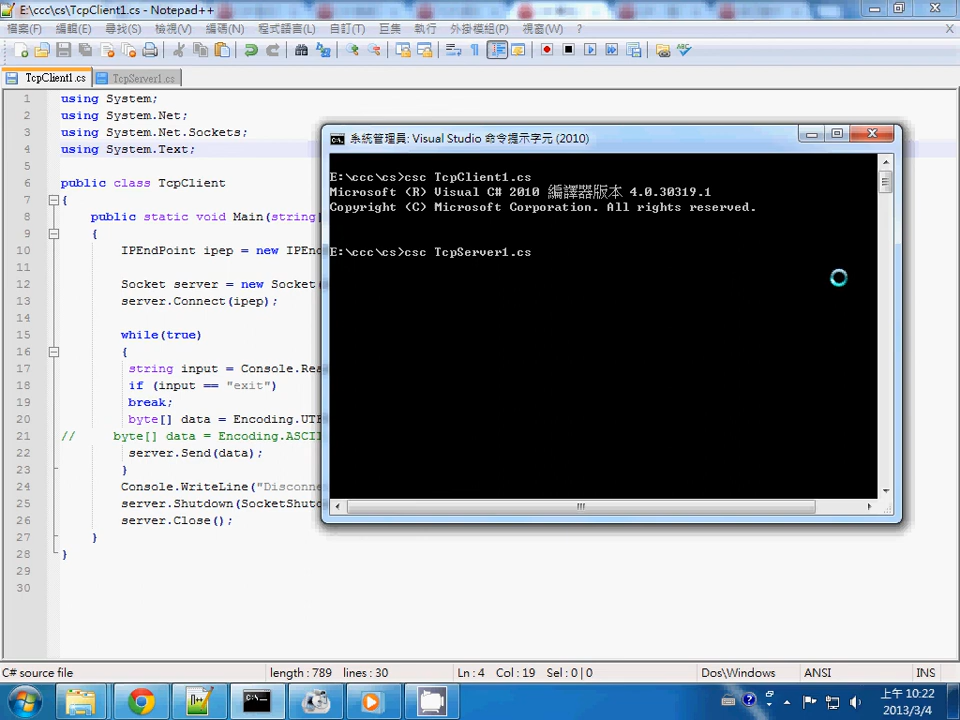 E:\ccc\cs\TcpClient1.cs - Notepad++
檔案(F) 編輯(E) 尋找(S) 檢視(V) 編碼(N) 程式語言(L) 自訂(T) 巨集 執行 外掛模組(P) 視窗(W) ? X
TcpClient1.cs TcpServer1.cs
1 using System;
2 using System.Net;
3 using System.Net.Sockets;
4 using System.Text;
5
6 public class TcpClient
7 {
8 public static void Main(string
9 {
10 IPEndPoint ipep = new IPEnd
11
12 Socket server = new Socket(
13 server.Connect(ipep);
14
15 while(true)
16 {
17 string input = Console.Rea
18 if (input == "exit")
19 break;
20 byte[] data = Encoding.UTF
21 // byte[] data = Encoding.ASCI
22 server.Send(data);
23 }
24 Console.WriteLine("Disconne
25 server.Shutdown(SocketShutd
26 server.Close();
27 }
28 }
29
30
系統管理員: Visual Studio 命令提示字元 (2010)
E:\ccc\cs>csc TcpClient1.cs
Microsoft (R) Visual C# 2010 編譯器版本 4.0.30319.1
Copyright (C) Microsoft Corporation. All rights reserved.
E:\ccc\cs>csc TcpServer1.cs
C# source file length : 789 lines : 30 Ln : 4 Col : 19 Sel : 0 | 0 Dos\Windows ANSI INS
上午 10:22
2013/3/4